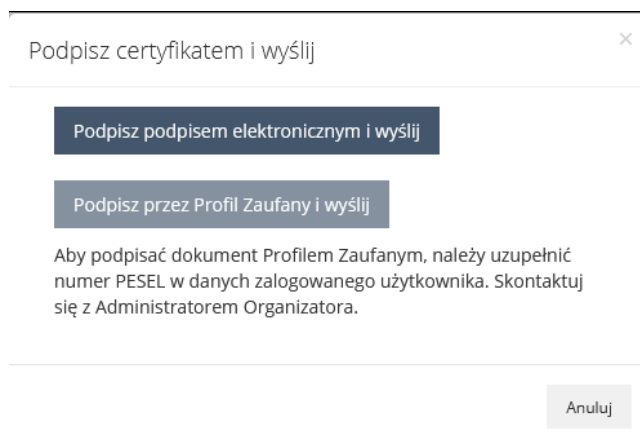 Podpisz certyfikatem i wyślij
×
Podpisz podpisem elektronicznym i wyślij
Podpisz przez Profil Zaufany i wyślij
Aby podpisać dokument Profilem Zaufanym, należy uzupełnić
numer PESEL w danych zalogowanego użytkownika. Skontaktuj
się z Administratorem Organizatora.
Anuluj